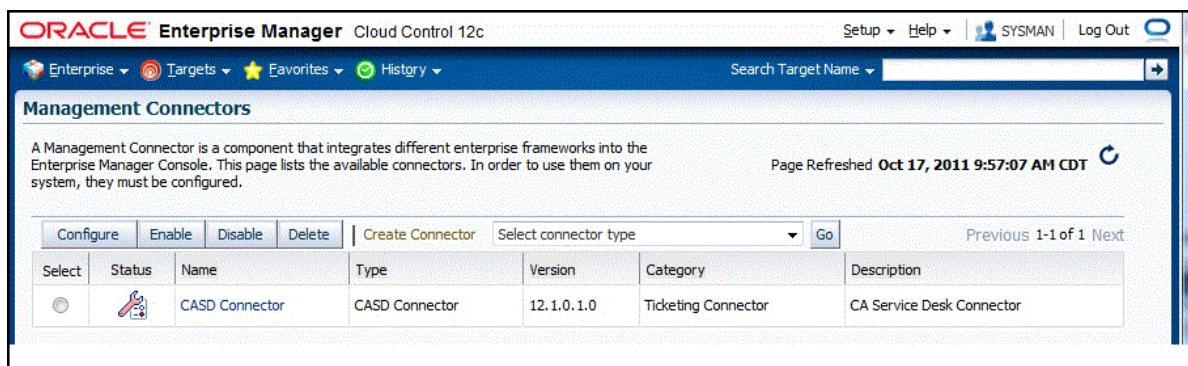 ORACLE Enterprise Manager Cloud Control 12c Setup Help SYSMAN Log Out
Enterprise Targets Favorites History Search Target Name
Management Connectors
A Management Connector is a component that integrates different enterprise frameworks into the
Enterprise Manager Console. This page lists the available connectors. In order to use them on your
system, they must be configured.
Page Refreshed Oct 17, 2011 9:57:07 AM CDT
Configure Enable Disable Delete Create Connector Select connector type Go Previous 1-1 of 1 Next
Select Status Name Type Version Category Description
CASD Connector CASD Connector 12.1.0.1.0 Ticketing Connector CA Service Desk Connector